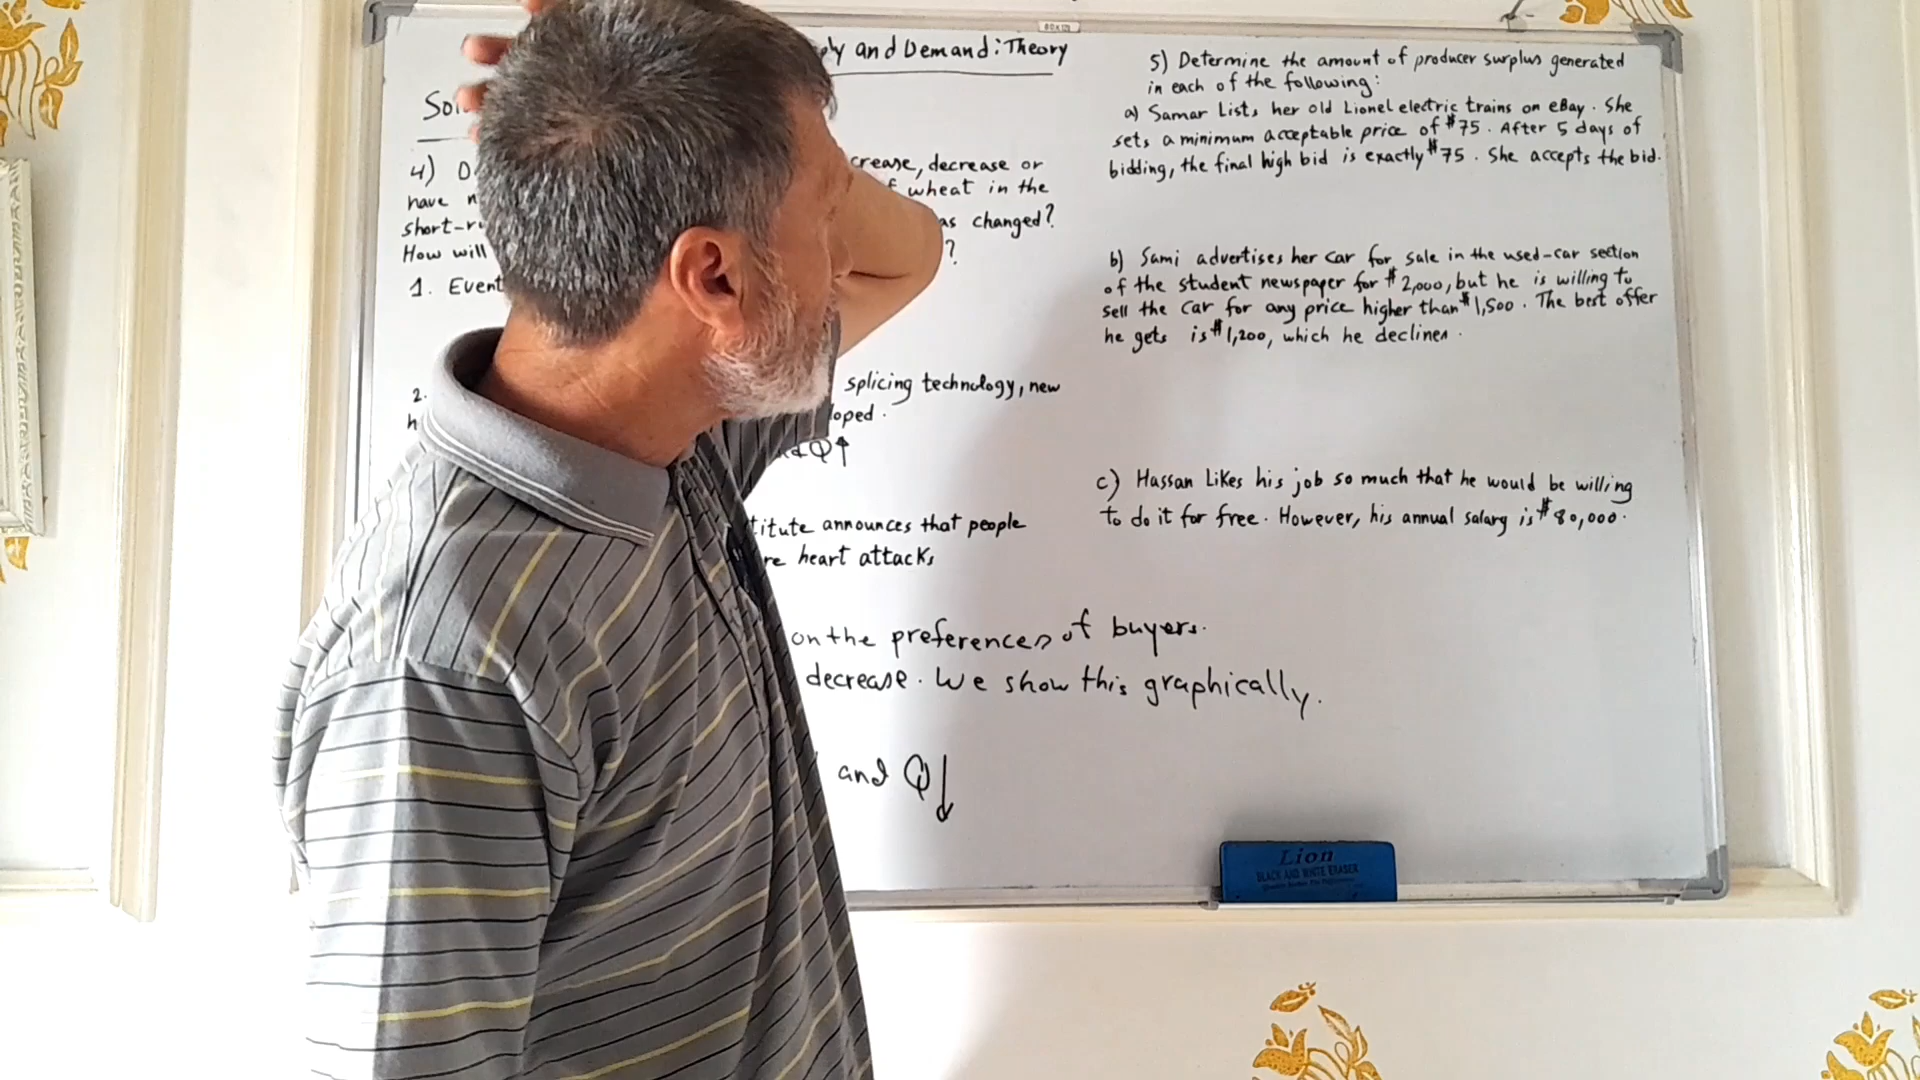 and Demand: Theory
4)
crease, decrease or
have
wheat in the
short-
changed?
How will
?
1. Event
2.
splicing technology, new
loped.
and Q↑
titute announces that people
heart attacks
on the preferences of buyers.
decrease. We show this graphically.
and Q↓
5) Determine the amount of producer surplus generated
in each of the following:
a) Samar Lists her old Lionel electric trains on eBay. She
sets a minimum acceptable price of $75. After 5 days of
bidding, the final high bid is exactly $75. She accepts the bid.
b) Sami advertises her car for sale in the used-car section
of the student newspaper for $2,000, but he is willing to
sell the car for any price higher than $1,500. The best offer
he gets is $1,200, which he declines.
c) Hassan Likes his job so much that he would be willing
to do it for free. However, his annual salary is $80,000.
Lion
BLACK AND WHITE ERASER